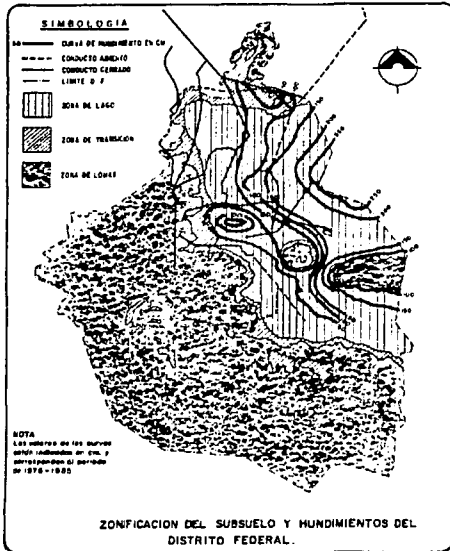 SIMBOLOGIA
CURVA DE HUNDIMIENTO EN CM
CONDUCTO ABIERTO
CONDUCTO CERRADO
LIMITE D F
ZONA DE LAGO
ZONA DE TRANSICION
ZONA DE LOMAS
NOTA
Los valores de las curvas
están indicados en cm. y
corresponden al periodo
de 1976-1985
ZONIFICACION DEL SUBSUELO Y HUNDIMIENTOS DEL
DISTRITO FEDERAL.